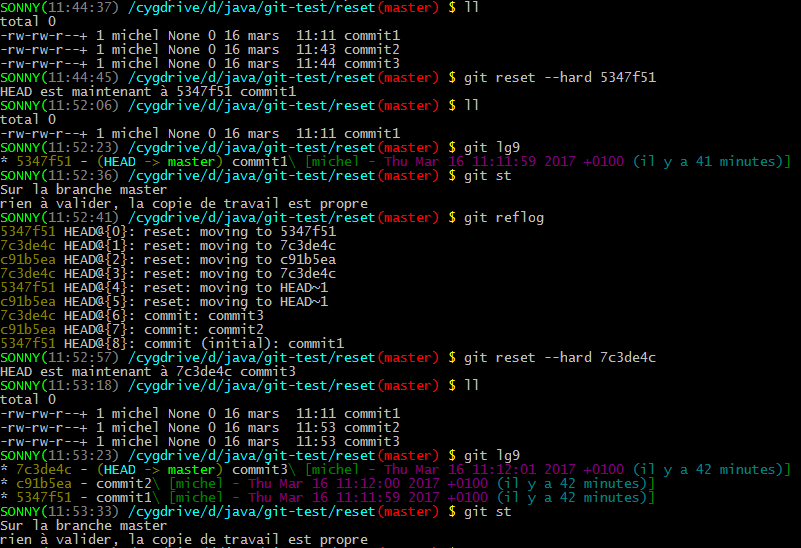 SONNY(11:44:37) /cygdrive/d/java/git-test/reset(master) $ ll
total 0
-rw-rw-r--+ 1 michel None 0 16 mars  11:11 commit1
-rw-rw-r--+ 1 michel None 0 16 mars  11:43 commit2
-rw-rw-r--+ 1 michel None 0 16 mars  11:44 commit3
SONNY(11:44:45) /cygdrive/d/java/git-test/reset(master) $ git reset --hard 5347f51
HEAD est maintenant à 5347f51 commit1
SONNY(11:52:06) /cygdrive/d/java/git-test/reset(master) $ ll
total 0
-rw-rw-r--+ 1 michel None 0 16 mars  11:11 commit1
SONNY(11:52:23) /cygdrive/d/java/git-test/reset(master) $ git lg9
* 5347f51 - (HEAD -> master) commit1\ [michel - Thu Mar 16 11:11:59 2017 +0100 (il y a 41 minutes)]
SONNY(11:52:36) /cygdrive/d/java/git-test/reset(master) $ git st
Sur la branche master
rien à valider, la copie de travail est propre
SONNY(11:52:41) /cygdrive/d/java/git-test/reset(master) $ git reflog
5347f51 HEAD@{0}: reset: moving to 5347f51
7c3de4c HEAD@{1}: reset: moving to 7c3de4c
c91b5ea HEAD@{2}: reset: moving to c91b5ea
7c3de4c HEAD@{3}: reset: moving to 7c3de4c
5347f51 HEAD@{4}: reset: moving to HEAD~1
c91b5ea HEAD@{5}: reset: moving to HEAD~1
7c3de4c HEAD@{6}: commit: commit3
c91b5ea HEAD@{7}: commit: commit2
5347f51 HEAD@{8}: commit (initial): commit1
SONNY(11:52:57) /cygdrive/d/java/git-test/reset(master) $ git reset --hard 7c3de4c
HEAD est maintenant à 7c3de4c commit3
SONNY(11:53:18) /cygdrive/d/java/git-test/reset(master) $ ll
total 0
-rw-rw-r--+ 1 michel None 0 16 mars  11:11 commit1
-rw-rw-r--+ 1 michel None 0 16 mars  11:53 commit2
-rw-rw-r--+ 1 michel None 0 16 mars  11:53 commit3
SONNY(11:53:23) /cygdrive/d/java/git-test/reset(master) $ git lg9
* 7c3de4c - (HEAD -> master) commit3\ [michel - Thu Mar 16 11:12:01 2017 +0100 (il y a 42 minutes)]
* c91b5ea - commit2\ [michel - Thu Mar 16 11:12:00 2017 +0100 (il y a 42 minutes)]
* 5347f51 - commit1\ [michel - Thu Mar 16 11:11:59 2017 +0100 (il y a 42 minutes)]
SONNY(11:53:33) /cygdrive/d/java/git-test/reset(master) $ git st
Sur la branche master
rien à valider, la copie de travail est propre